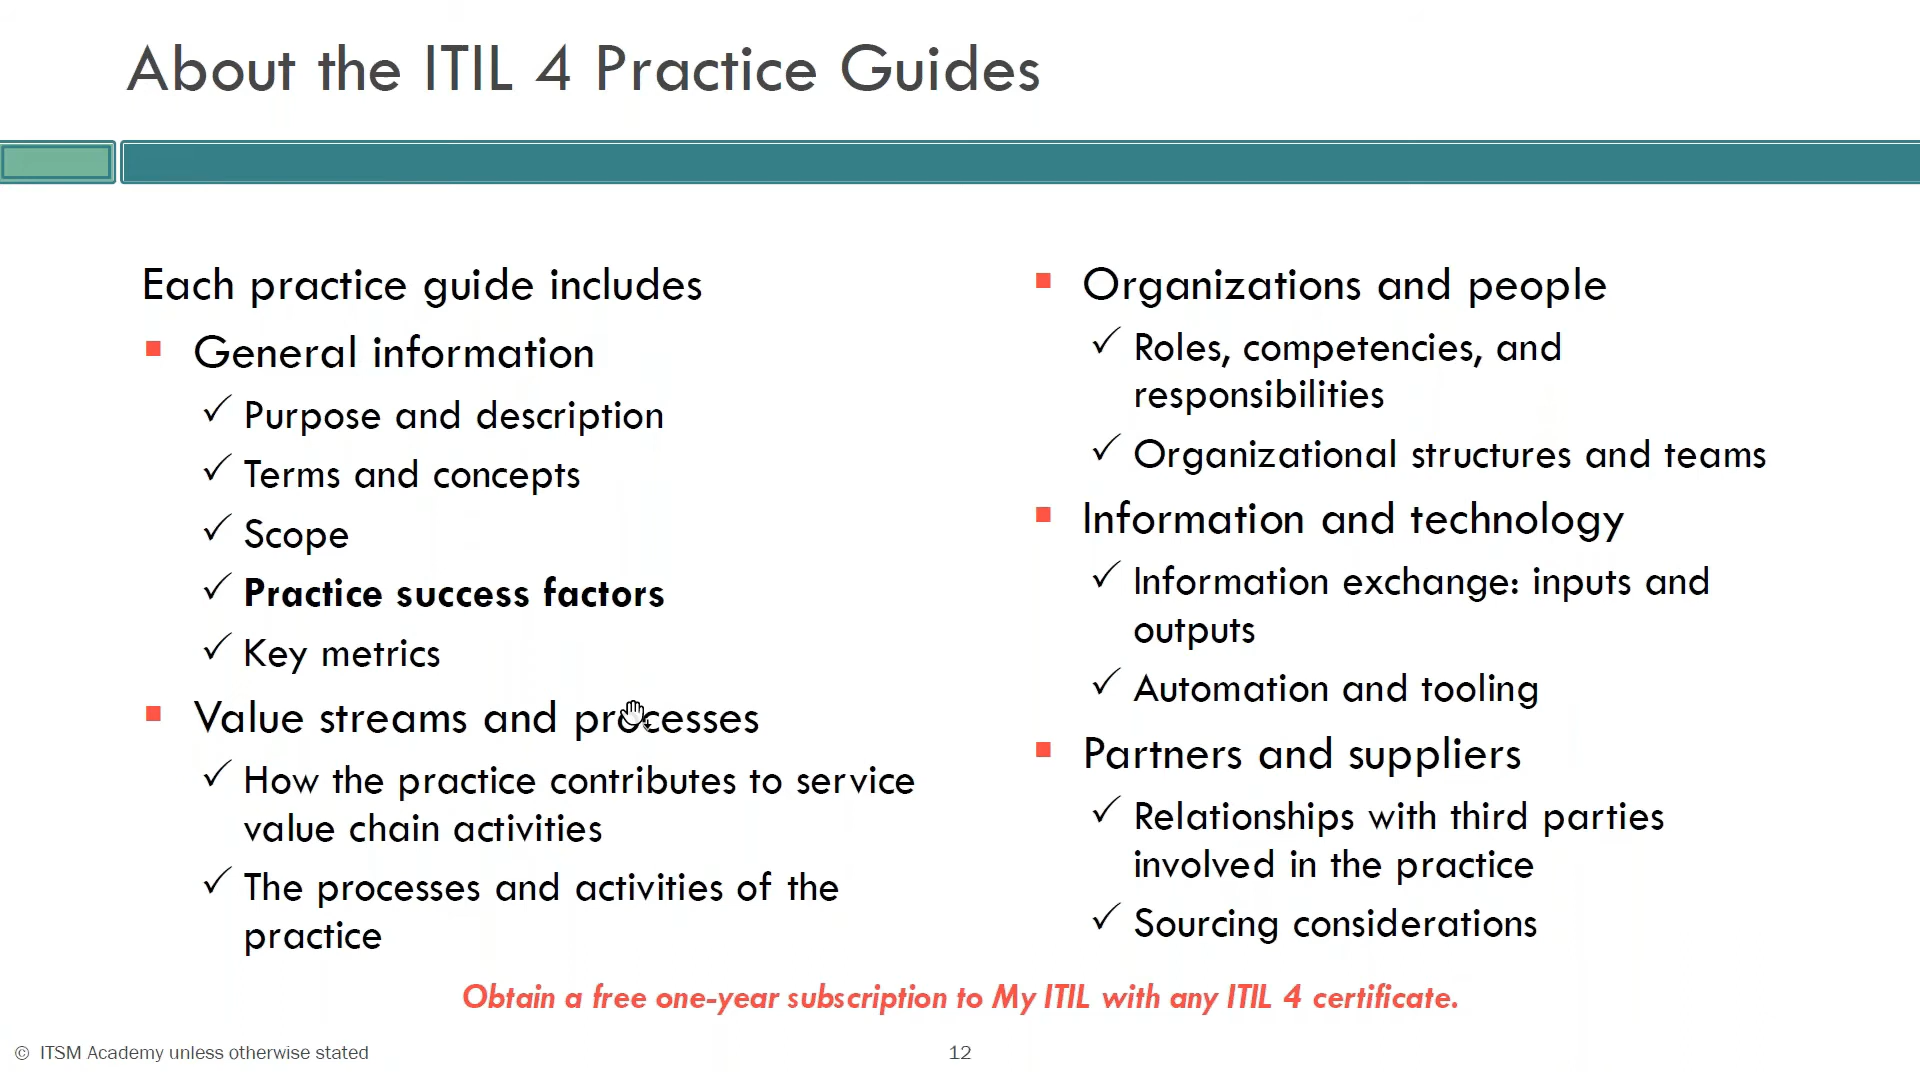 About the ITIL 4 Practice Guides
Each practice guide includes
General information
Purpose and description
Terms and concepts
Scope
Practice success factors
Key metrics
Value streams and processes
How the practice contributes to service
value chain activities
The processes and activities of the
practice
Organizations and people
Roles, competencies, and
responsibilities
Organizational structures and teams
Information and technology
Information exchange: inputs and
outputs
Automation and tooling
Partners and suppliers
Relationships with third parties
involved in the practice
Sourcing considerations
Obtain a free one-year subscription to My ITIL with any ITIL 4 certificate.
© ITSM Academy unless otherwise stated
12